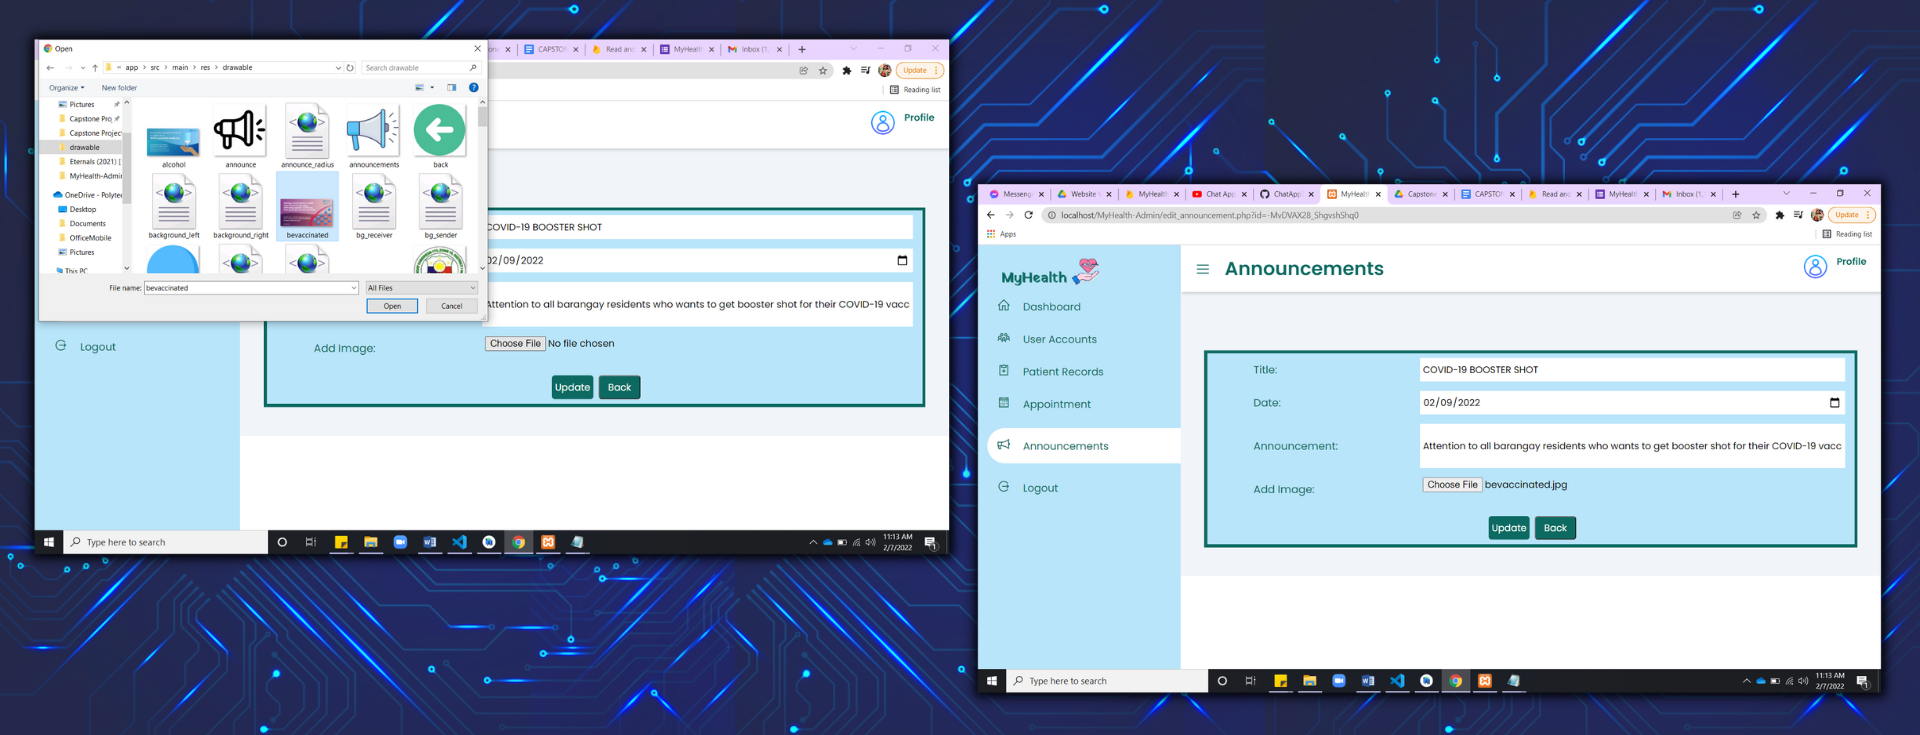 Open
CAPSTO
Read and
MyHealth
Inbox (1,
app › src › main › res › drawable
Search drawable
Update
Organize
New folder
Reading list
Pictures
Capstone Proj
Capstone Project
drawable
Eternals (2021) [
MyHealth-Admin
OneDrive - Polyte
Desktop
Documents
OfficeMobile
Pictures
This PC
alcohol
announce
announce_radius
announcements
back
background_left
background_right
bevaccinated
bg_receiver
bg_sender
File name:
bevaccinated
All Files
Open
Cancel
Profile
COVID-19 BOOSTER SHOT
02/09/2022
Attention to all barangay residents who wants to get booster shot for their COVID-19 vacc
Add Image:
Choose File No file chosen
Update
Back
Logout
Type here to search
11:13 AM
2/7/2022
Messeng
Website
MyHealth
Chat App
ChatApp
MyHealth
Capstone
CAPSTO
Read and
MyHealth
Inbox (1,
localhost/MyHealth-Admin/edit_announcement.php?id=-MvDVAX28_ShgvshShq0
Update
Apps
Reading list
MyHealth
Dashboard
User Accounts
Patient Records
Appointment
Announcements
Logout
Announcements
Profile
Title:
COVID-19 BOOSTER SHOT
Date:
02/09/2022
Announcement:
Attention to all barangay residents who wants to get booster shot for their COVID-19 vacc
Add Image:
Choose File bevaccinated.jpg
Update
Back
Type here to search
11:13 AM
2/7/2022